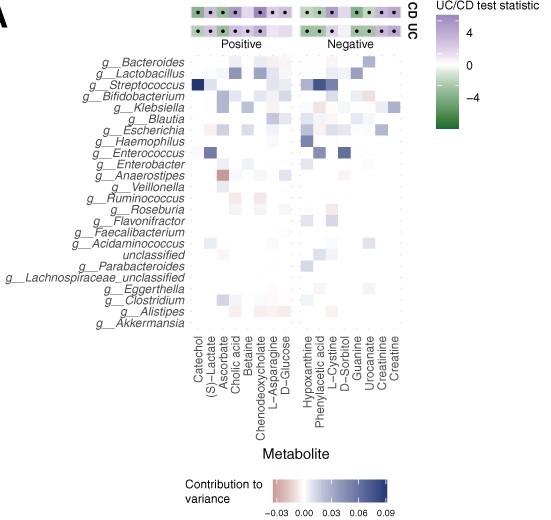 A
UC/CD test statistic
4
0
−4
CD
UC
Positive
Negative
g__Bacteroides
g__Lactobacillus
g__Streptococcus
g__Bifidobacterium
g__Klebsiella
g__Blautia
g__Escherichia
g__Haemophilus
g__Enterococcus
g__Enterobacter
g__Anaerostipes
g__Veillonella
g__Ruminococcus
g__Roseburia
g__Flavonifractor
g__Faecalibacterium
g__Acidaminococcus
unclassified
g__Parabacteroides
g__Lachnospiraceae_unclassified
g__Eggerthella
g__Clostridium
g__Alistipes
g__Akkermansia
Catechol
(S)−Lactate
Ascorbate
Cholic acid
Betaine
Chenodeoxycholate
L−Asparagine
D−Glucose
Hypoxanthine
Phenylacetic acid
L−Cystine
D−Sorbitol
Guanine
Urocanate
Creatinine
Creatine
Metabolite
Contribution to
variance
−0.03 0.00 0.03 0.06 0.09